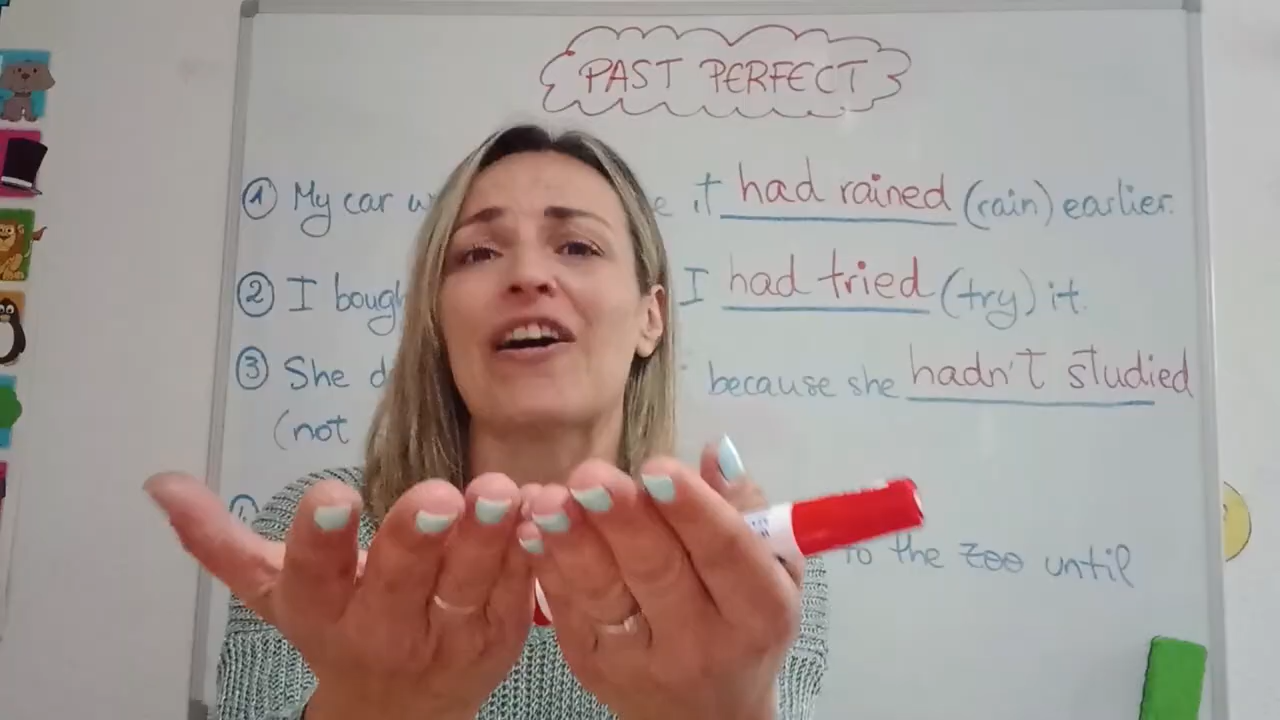 PAST PERFECT
① My car it had rained (rain) earlier.
② I I had tried (try) it.
③ She because she hadn't studied
(not
to the zoo until